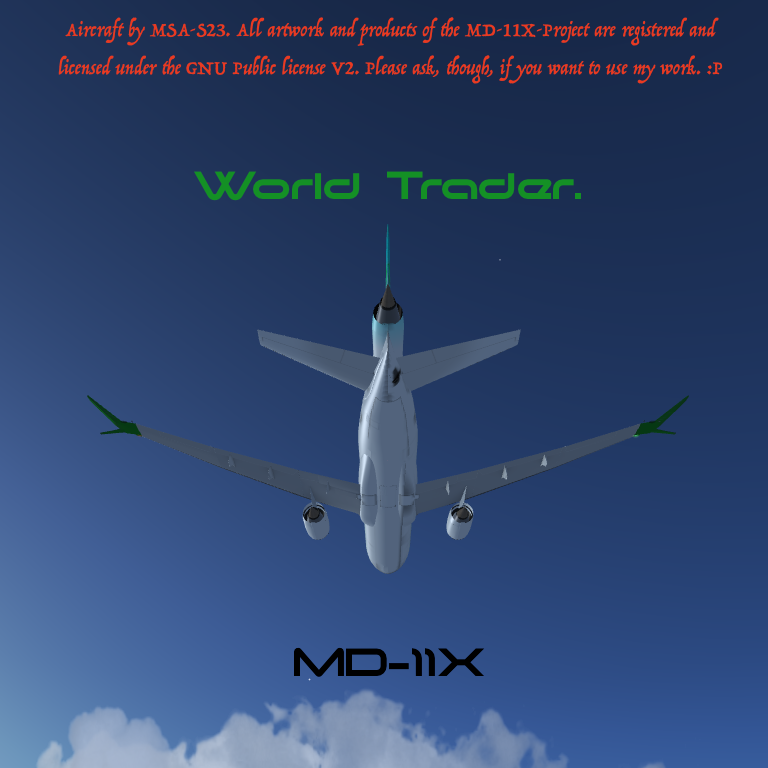 Aircraft by MSA-S23. All artwork and products of the MD-11X-Project are registered and
licensed under the GNU Public license V2. Please ask, though, if you want to use my work. :P
World Trader.
MD-11X